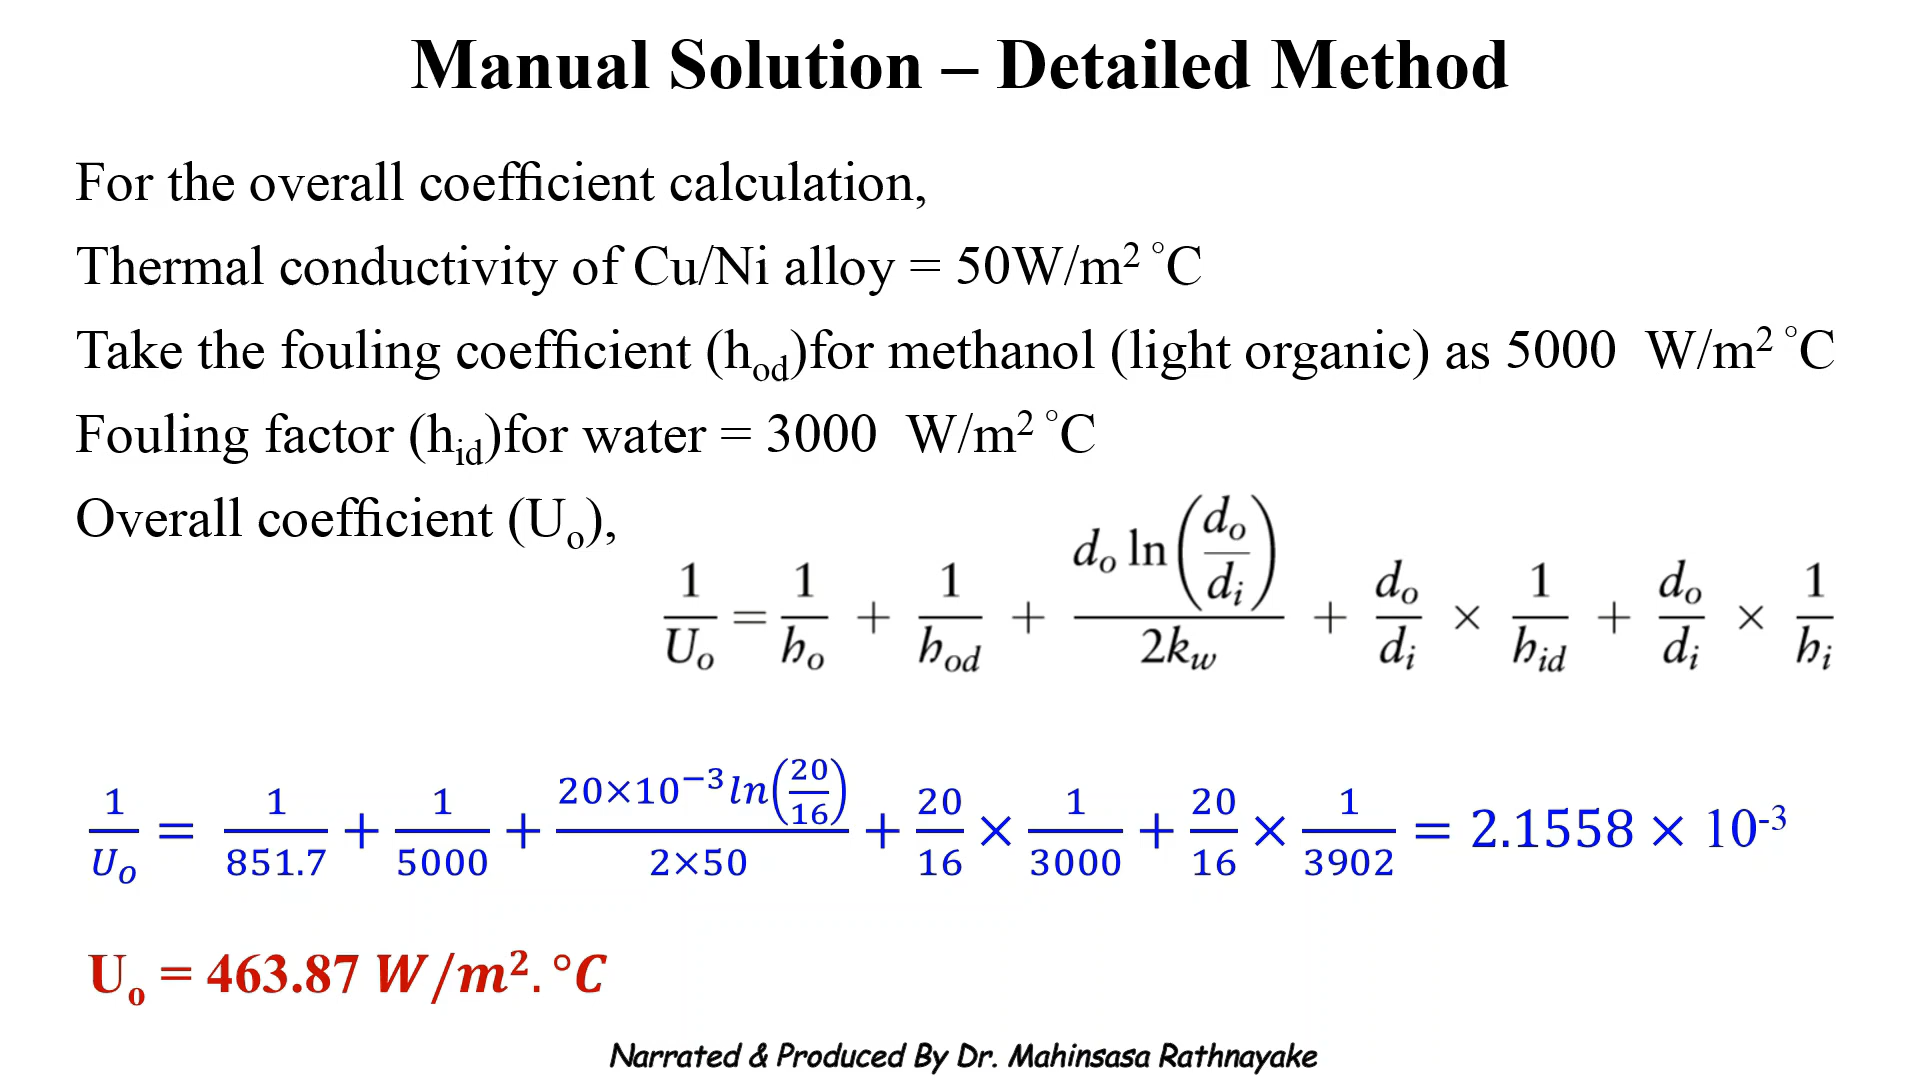 Manual Solution – Detailed Method
For the overall coefficient calculation,
Thermal conductivity of Cu/Ni alloy = 50W/m² °C
Take the fouling coefficient (h_od)for methanol (light organic) as 5000 W/m² °C
Fouling factor (h_id)for water = 3000 W/m² °C
Overall coefficient (U_o),
1/U_o = 1/h_o + 1/h_od + d_o ln(d_o/d_i)/2k_w + d_o/d_i × 1/h_id + d_o/d_i × 1/h_i
1/U_o = 1/851.7 + 1/5000 + 20×10⁻³ ln(20/16)/2×50 + 20/16 × 1/3000 + 20/16 × 1/3902 = 2.1558 × 10⁻³
U_o = 463.87 W/m².°C
Narrated & Produced By Dr. Mahinsasa Rathnayake